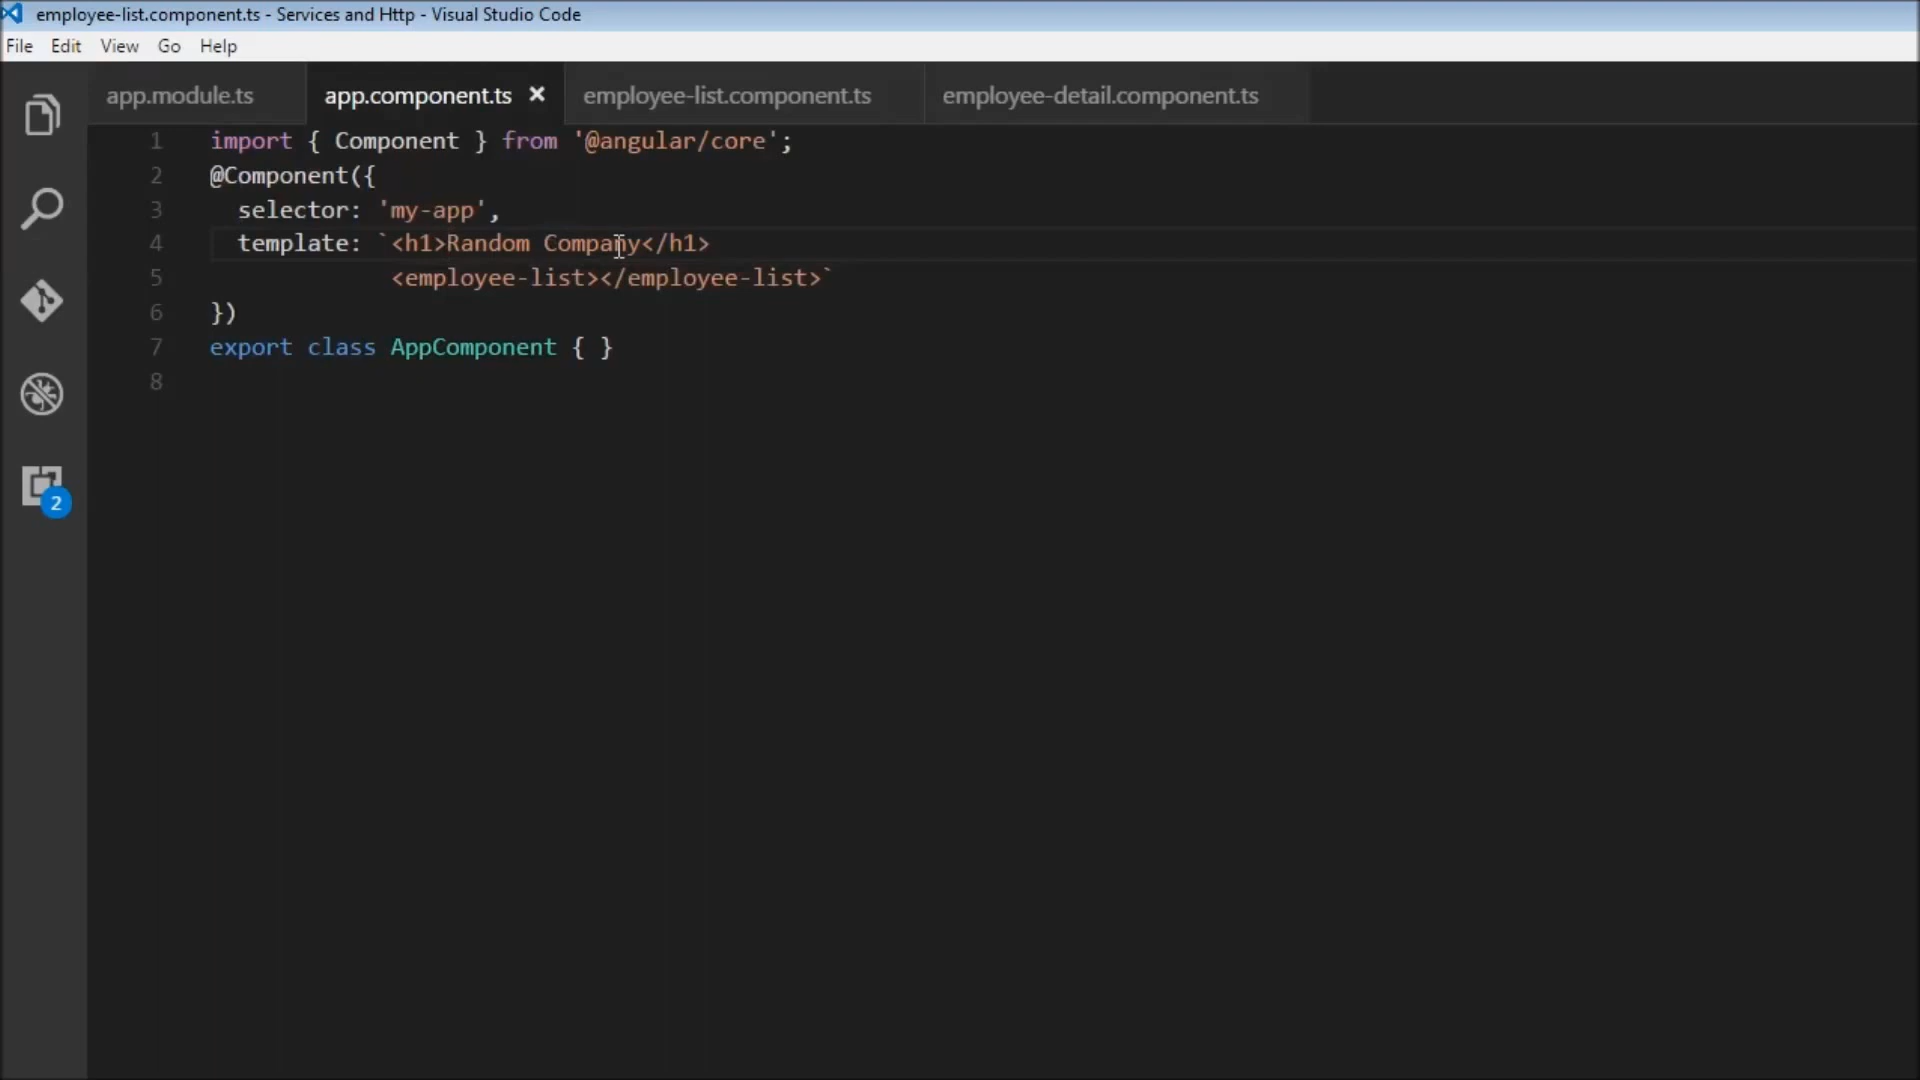 employee-list.component.ts - Services and Http - Visual Studio Code
File Edit View Go Help
app.module.ts app.component.ts × employee-list.component.ts employee-detail.component.ts
1 import { Component } from '@angular/core';
2 @Component({
3   selector: 'my-app',
4   template: `<h1>Random Company</h1>
5              <employee-list></employee-list>`
6 })
7 export class AppComponent { }
8
2